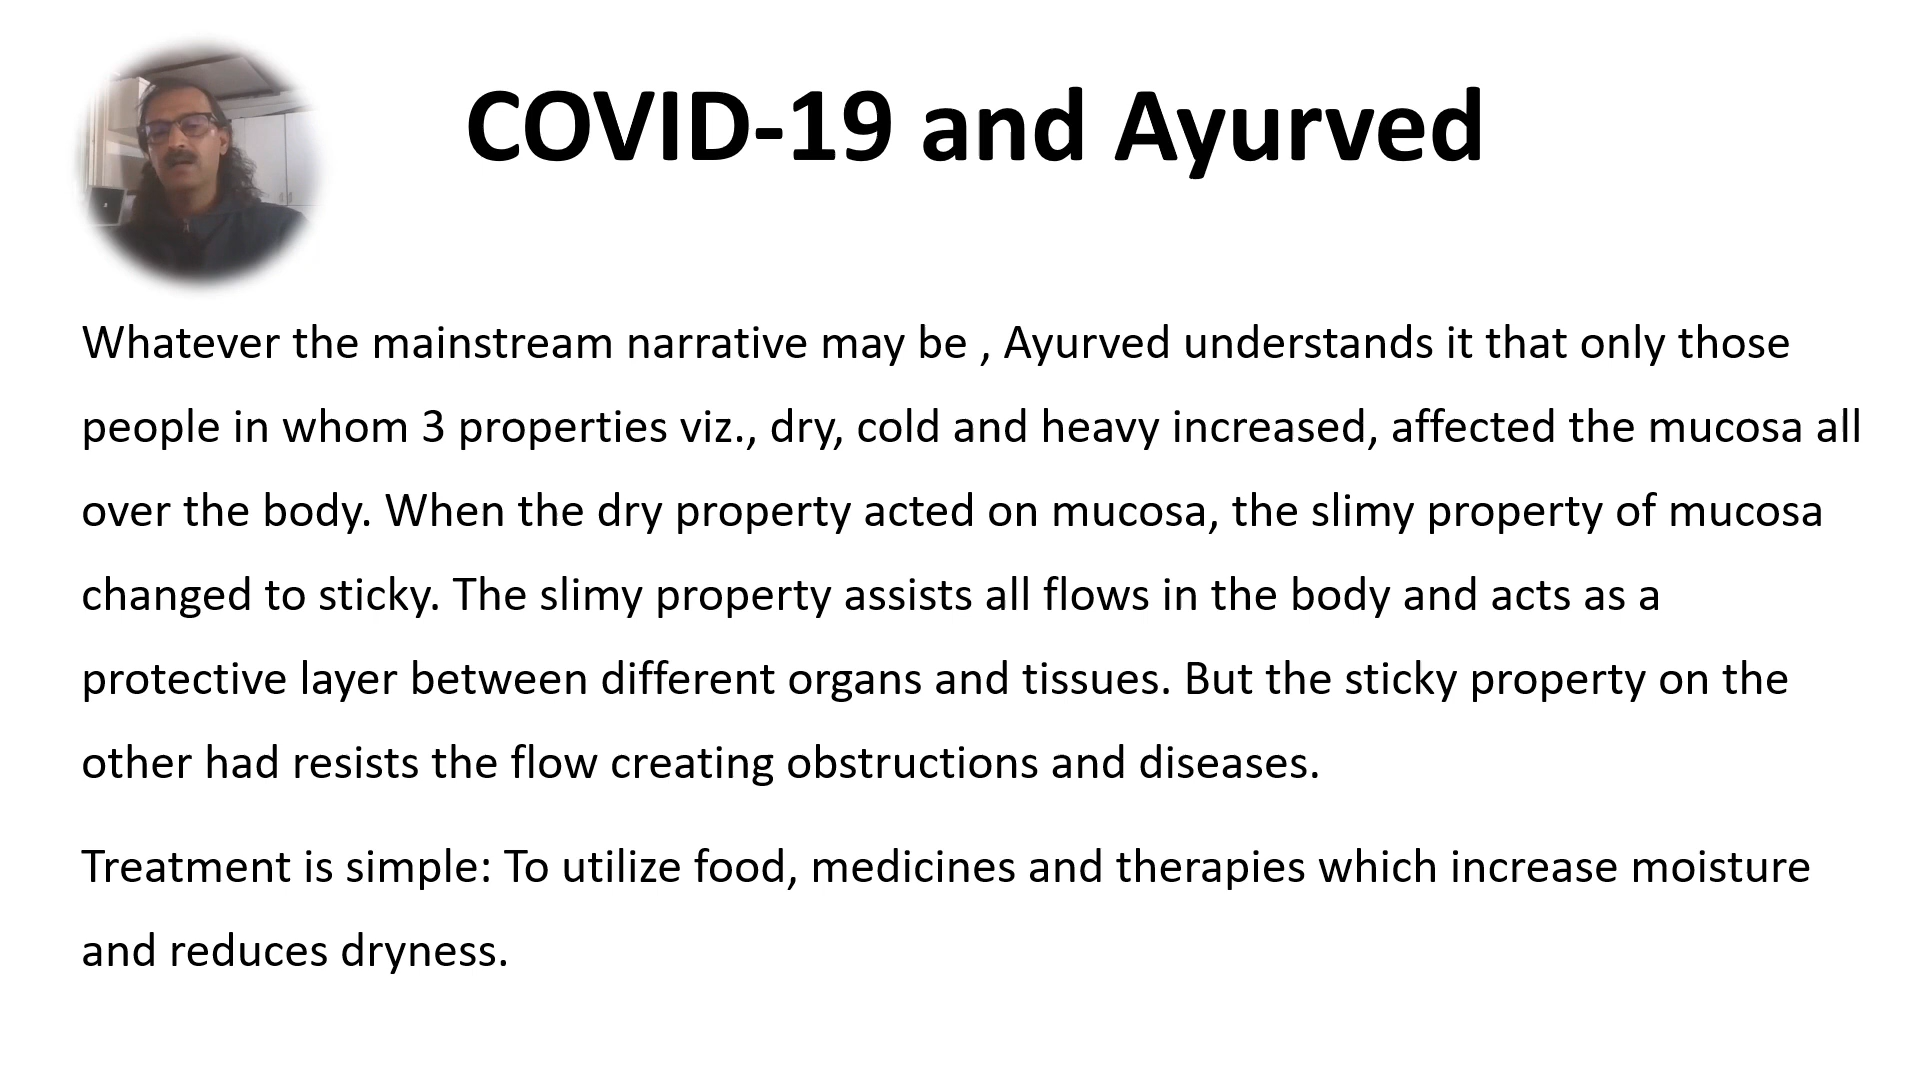 COVID-19 and Ayurved
Whatever the mainstream narrative may be , Ayurved understands it that only those
people in whom 3 properties viz., dry, cold and heavy increased, affected the mucosa all
over the body. When the dry property acted on mucosa, the slimy property of mucosa
changed to sticky. The slimy property assists all flows in the body and acts as a
protective layer between different organs and tissues. But the sticky property on the
other had resists the flow creating obstructions and diseases.
Treatment is simple: To utilize food, medicines and therapies which increase moisture
and reduces dryness.